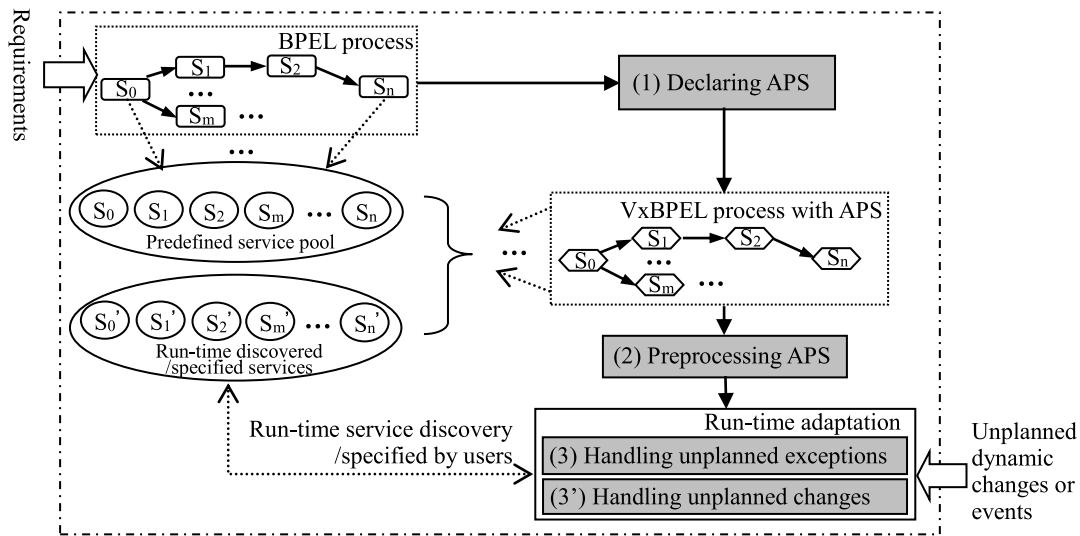 Requirements
BPEL process
S0
S1
S2
Sn
...
Sm ...
...
(1) Declaring APS
S0 S1 S2 Sm ... Sn
Predefined service pool
VxBPEL process with APS
S0
S1
S2
Sn
...
Sm ...
...
S0’ S1’ S2’ Sm’ ... Sn’
Run-time discovered
/specified services
(2) Preprocessing APS
Run-time service discovery
/specified by users
Run-time adaptation
(3) Handling unplanned exceptions
(3’) Handling unplanned changes
Unplanned
dynamic
changes or
events